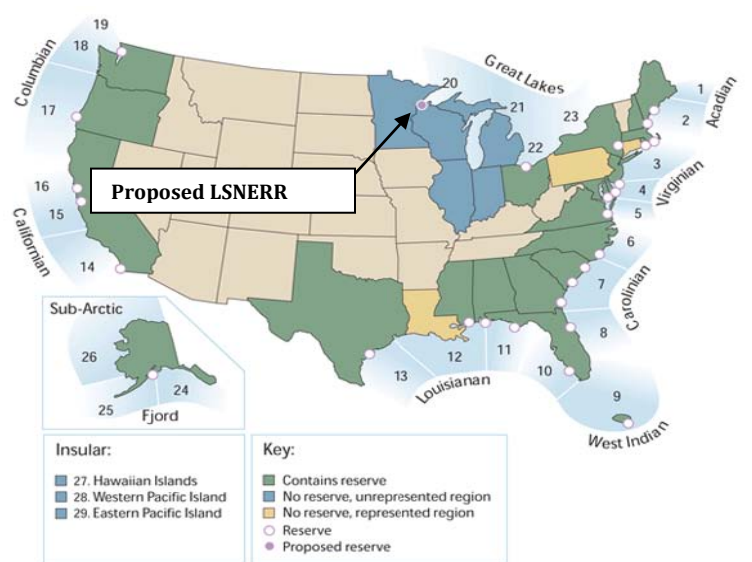 19
18
Columbian
17
16
15
Californian
14
Great Lakes
20
21
22
23
1
2
Acadian
3
4
Virginian
5
6
7
Carolinian
8
Proposed LSNERR
9
West Indian
10
11
12
Louisianan
13
Sub-Arctic
26
25
24
Fjord
Insular:
27. Hawaiian Islands
28. Western Pacific Island
29. Eastern Pacific Island
Key:
Contains reserve
No reserve, unrepresented region
No reserve, represented region
Reserve
Proposed reserve